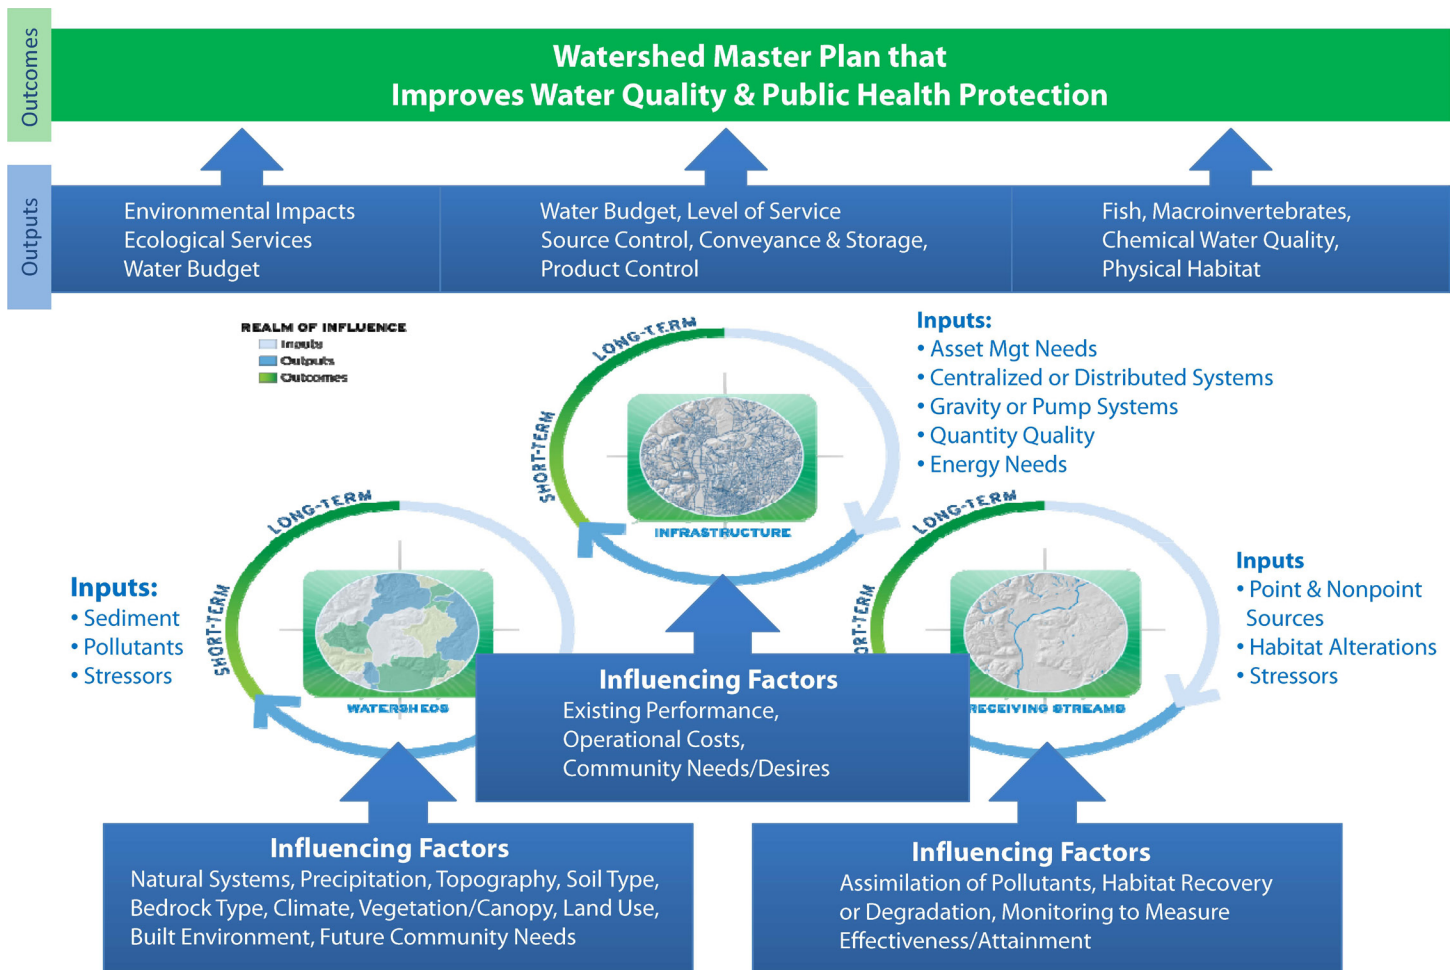 Outcomes
Watershed Master Plan that
Improves Water Quality & Public Health Protection
Outputs
Environmental Impacts
Ecological Services
Water Budget
Water Budget, Level of Service
Source Control, Conveyance & Storage,
Product Control
Fish, Macroinvertebrates,
Chemical Water Quality,
Physical Habitat
REALM OF INFLUENCE
Inputs
Outputs
Outcomes
LONG-TERM
SHORT-TERM
INFRASTRUCTURE
Inputs:
• Asset Mgt Needs
• Centralized or Distributed Systems
• Gravity or Pump Systems
• Quantity Quality
• Energy Needs
Inputs:
• Sediment
• Pollutants
• Stressors
LONG-TERM
SHORT-TERM
WATERSHEDS
LONG-TERM
ORT-TERM
RECEIVING STREAMS
Inputs
• Point & Nonpoint
Sources
• Habitat Alterations
• Stressors
Influencing Factors
Existing Performance,
Operational Costs,
Community Needs/Desires
Influencing Factors
Natural Systems, Precipitation, Topography, Soil Type,
Bedrock Type, Climate, Vegetation/Canopy, Land Use,
Built Environment, Future Community Needs
Influencing Factors
Assimilation of Pollutants, Habitat Recovery
or Degradation, Monitoring to Measure
Effectiveness/Attainment